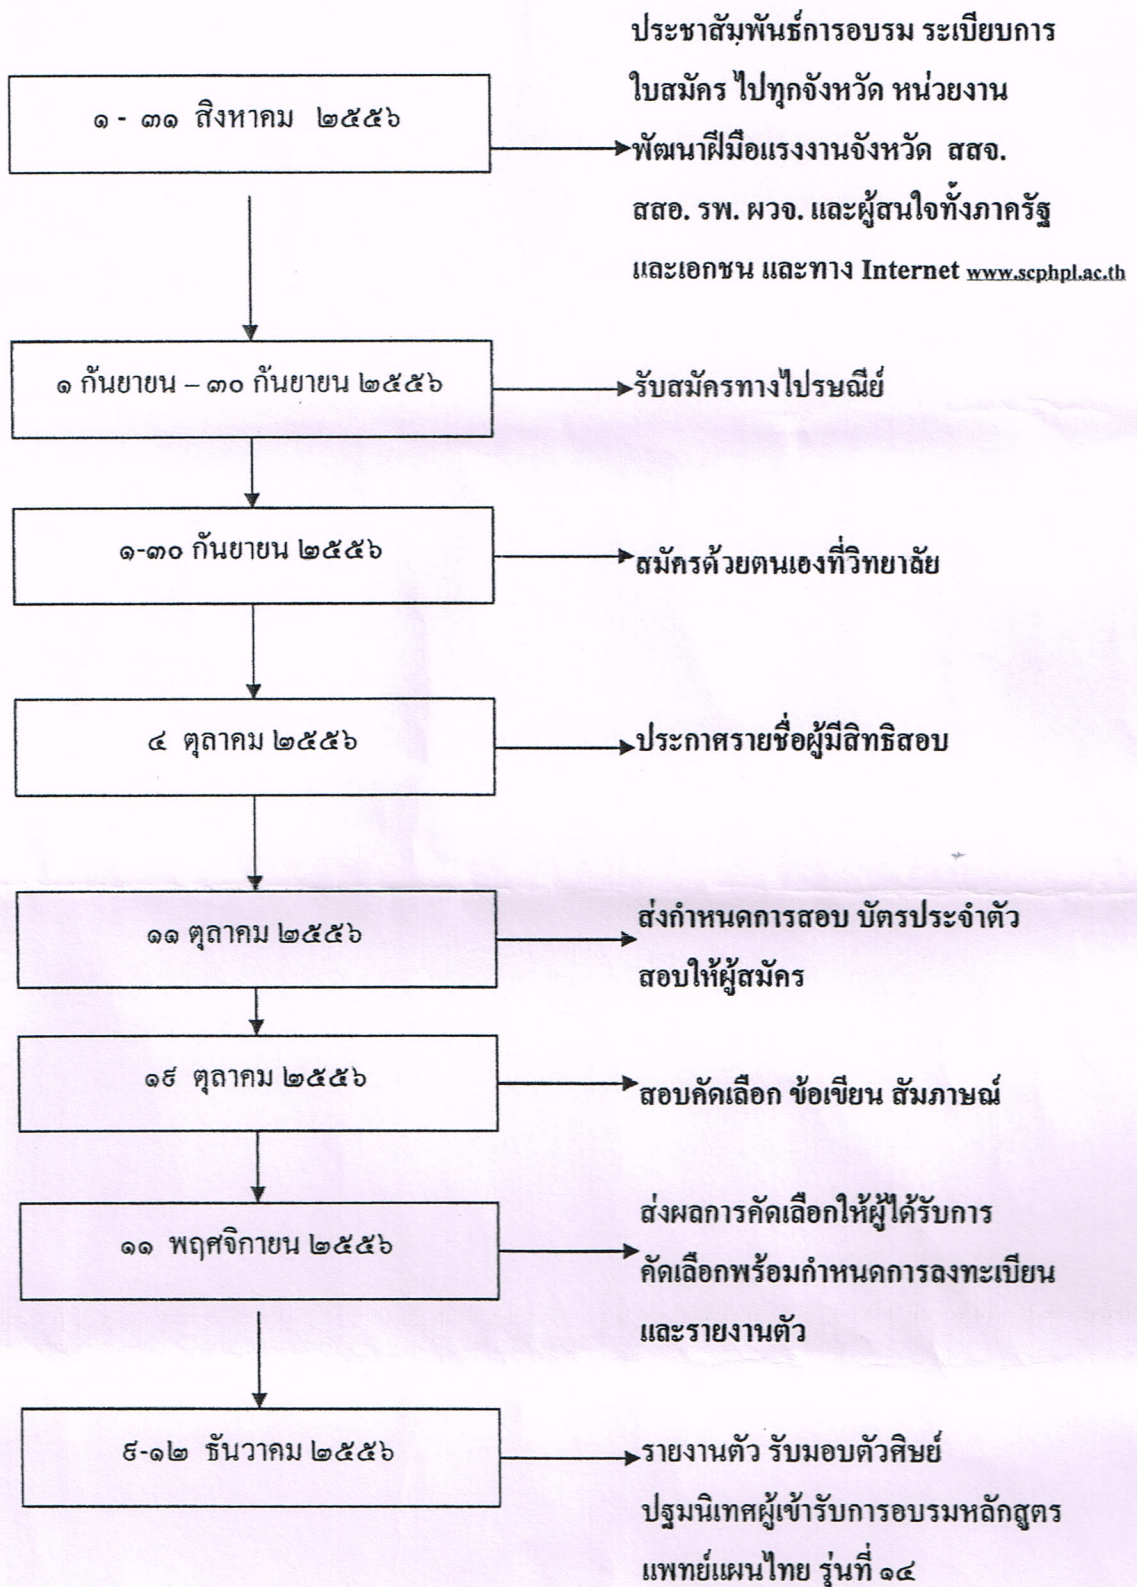 ประชาสัมพันธ์การอบรม ระเบียบการ
ใบสมัคร ไปทุกจังหวัด หน่วยงาน
๑ - ๓๑ สิงหาคม ๒๕๕๖
พัฒนาฝีมือแรงงานจังหวัด สสจ.
สสอ. รพ. ผวจ. และผู้สนใจทั้งภาครัฐ
และเอกชน และทาง Internet www.scphpl.ac.th
๑ กันยายน – ๓๐ กันยายน ๒๕๕๖
รับสมัครทางไปรษณีย์
๑-๓๐ กันยายน ๒๕๕๖
สมัครด้วยตนเองที่วิทยาลัย
๔ ตุลาคม ๒๕๕๖
ประกาศรายชื่อผู้มีสิทธิสอบ
๑๑ ตุลาคม ๒๕๕๖
ส่งกำหนดการสอบ บัตรประจำตัว
สอบให้ผู้สมัคร
๑๙ ตุลาคม ๒๕๕๖
สอบคัดเลือก ข้อเขียน สัมภาษณ์
๑๑ พฤศจิกายน ๒๕๕๖
ส่งผลการคัดเลือกให้ผู้ได้รับการ
คัดเลือกพร้อมกำหนดการลงทะเบียน
และรายงานตัว
๙-๑๒ ธันวาคม ๒๕๕๖
รายงานตัว รับมอบตัวศิษย์
ปฐมนิเทศผู้เข้ารับการอบรมหลักสูตร
แพทย์แผนไทย รุ่นที่ ๑๔